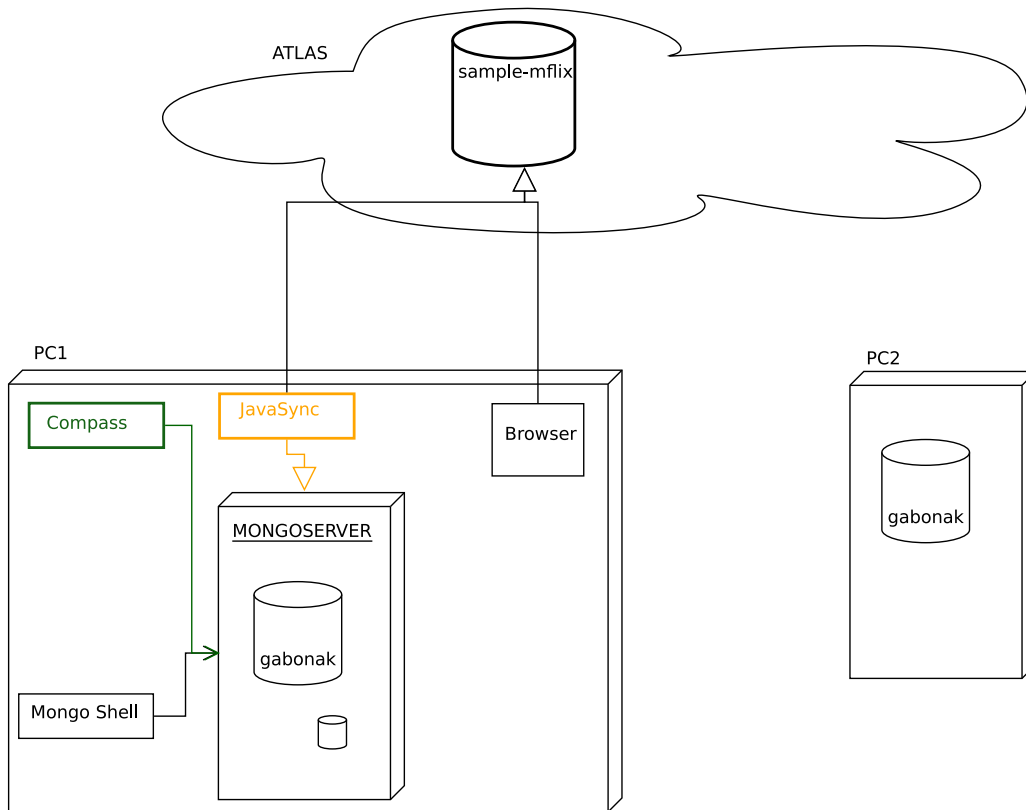 ATLAS
sample-mflix
PC1
PC2
Compass
JavaSync
Browser
MONGOSERVER
gabonak
gabonak
Mongo Shell